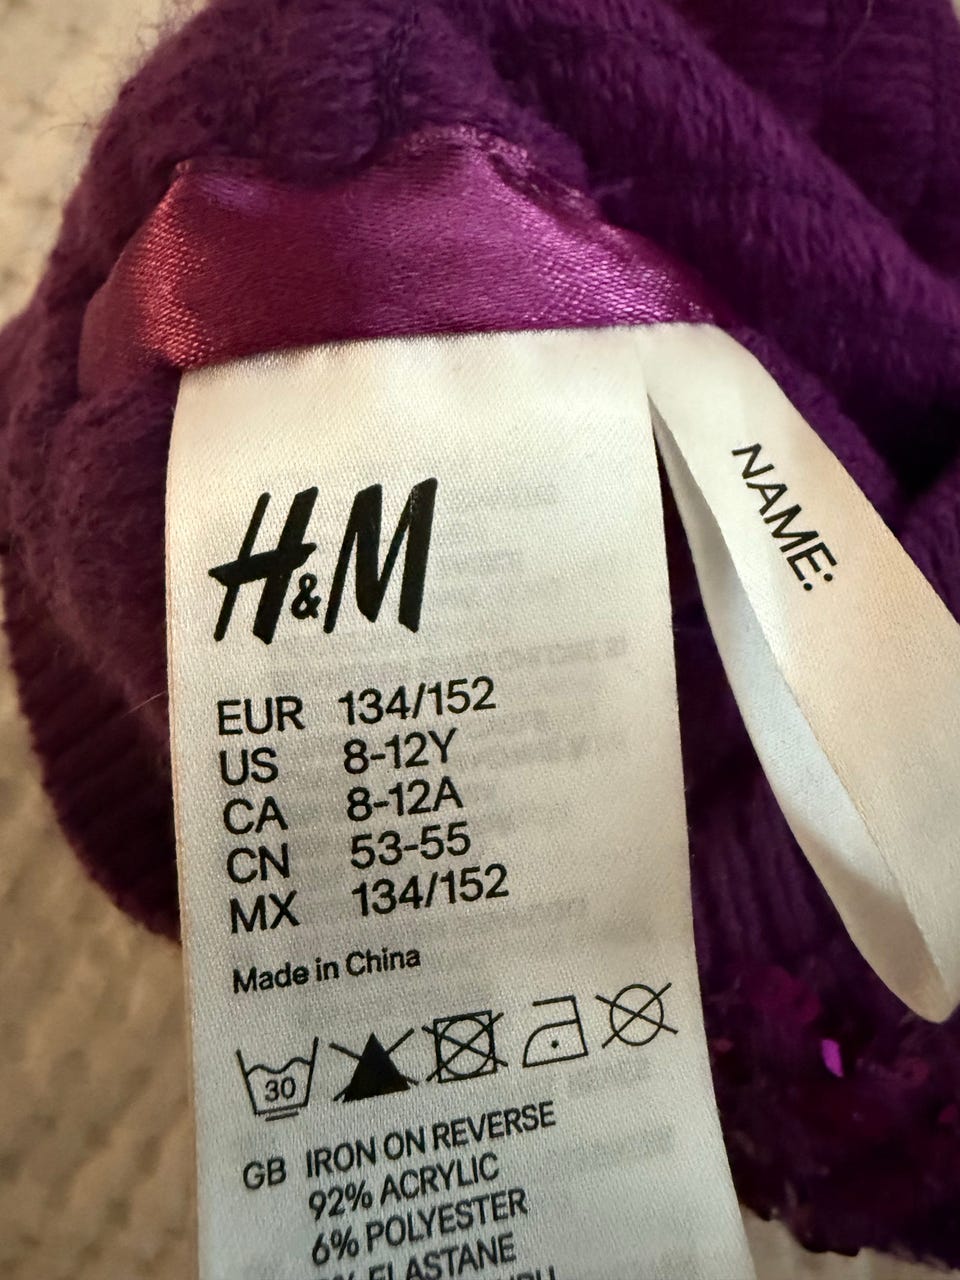 H&M
EUR 134/152
US 8-12Y
CA 8-12A
CN 53-55
MX 134/152
Made in China
30
GB IRON ON REVERSE
92% ACRYLIC
6% POLYESTER
ELASTANE
NAME: